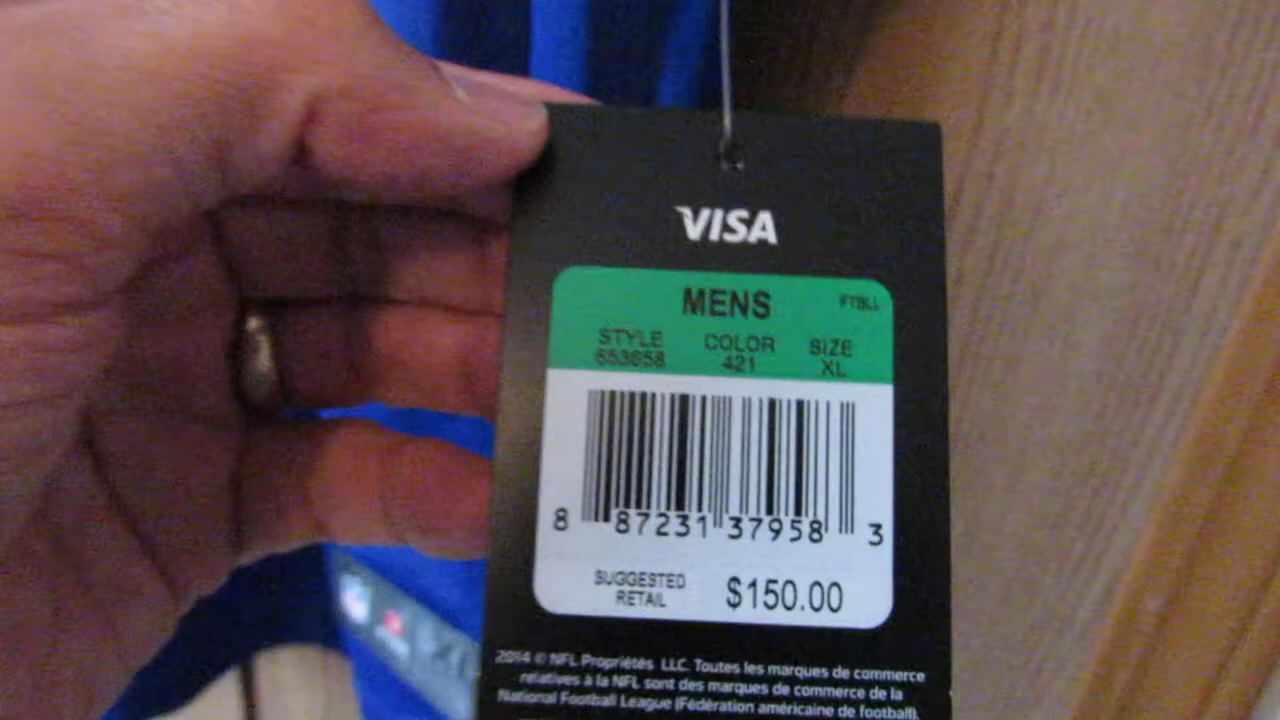 VISA
MENS FTBLL
STYLE COLOR SIZE
653658 421 XL
8 87231 37958 3
SUGGESTED
RETAIL $150.00
2014 © NFL Propriétés LLC. Toutes les marques de commerce
relatives à la NFL sont des marques de commerce de la
National Football League (Fédération américaine de football).
XL